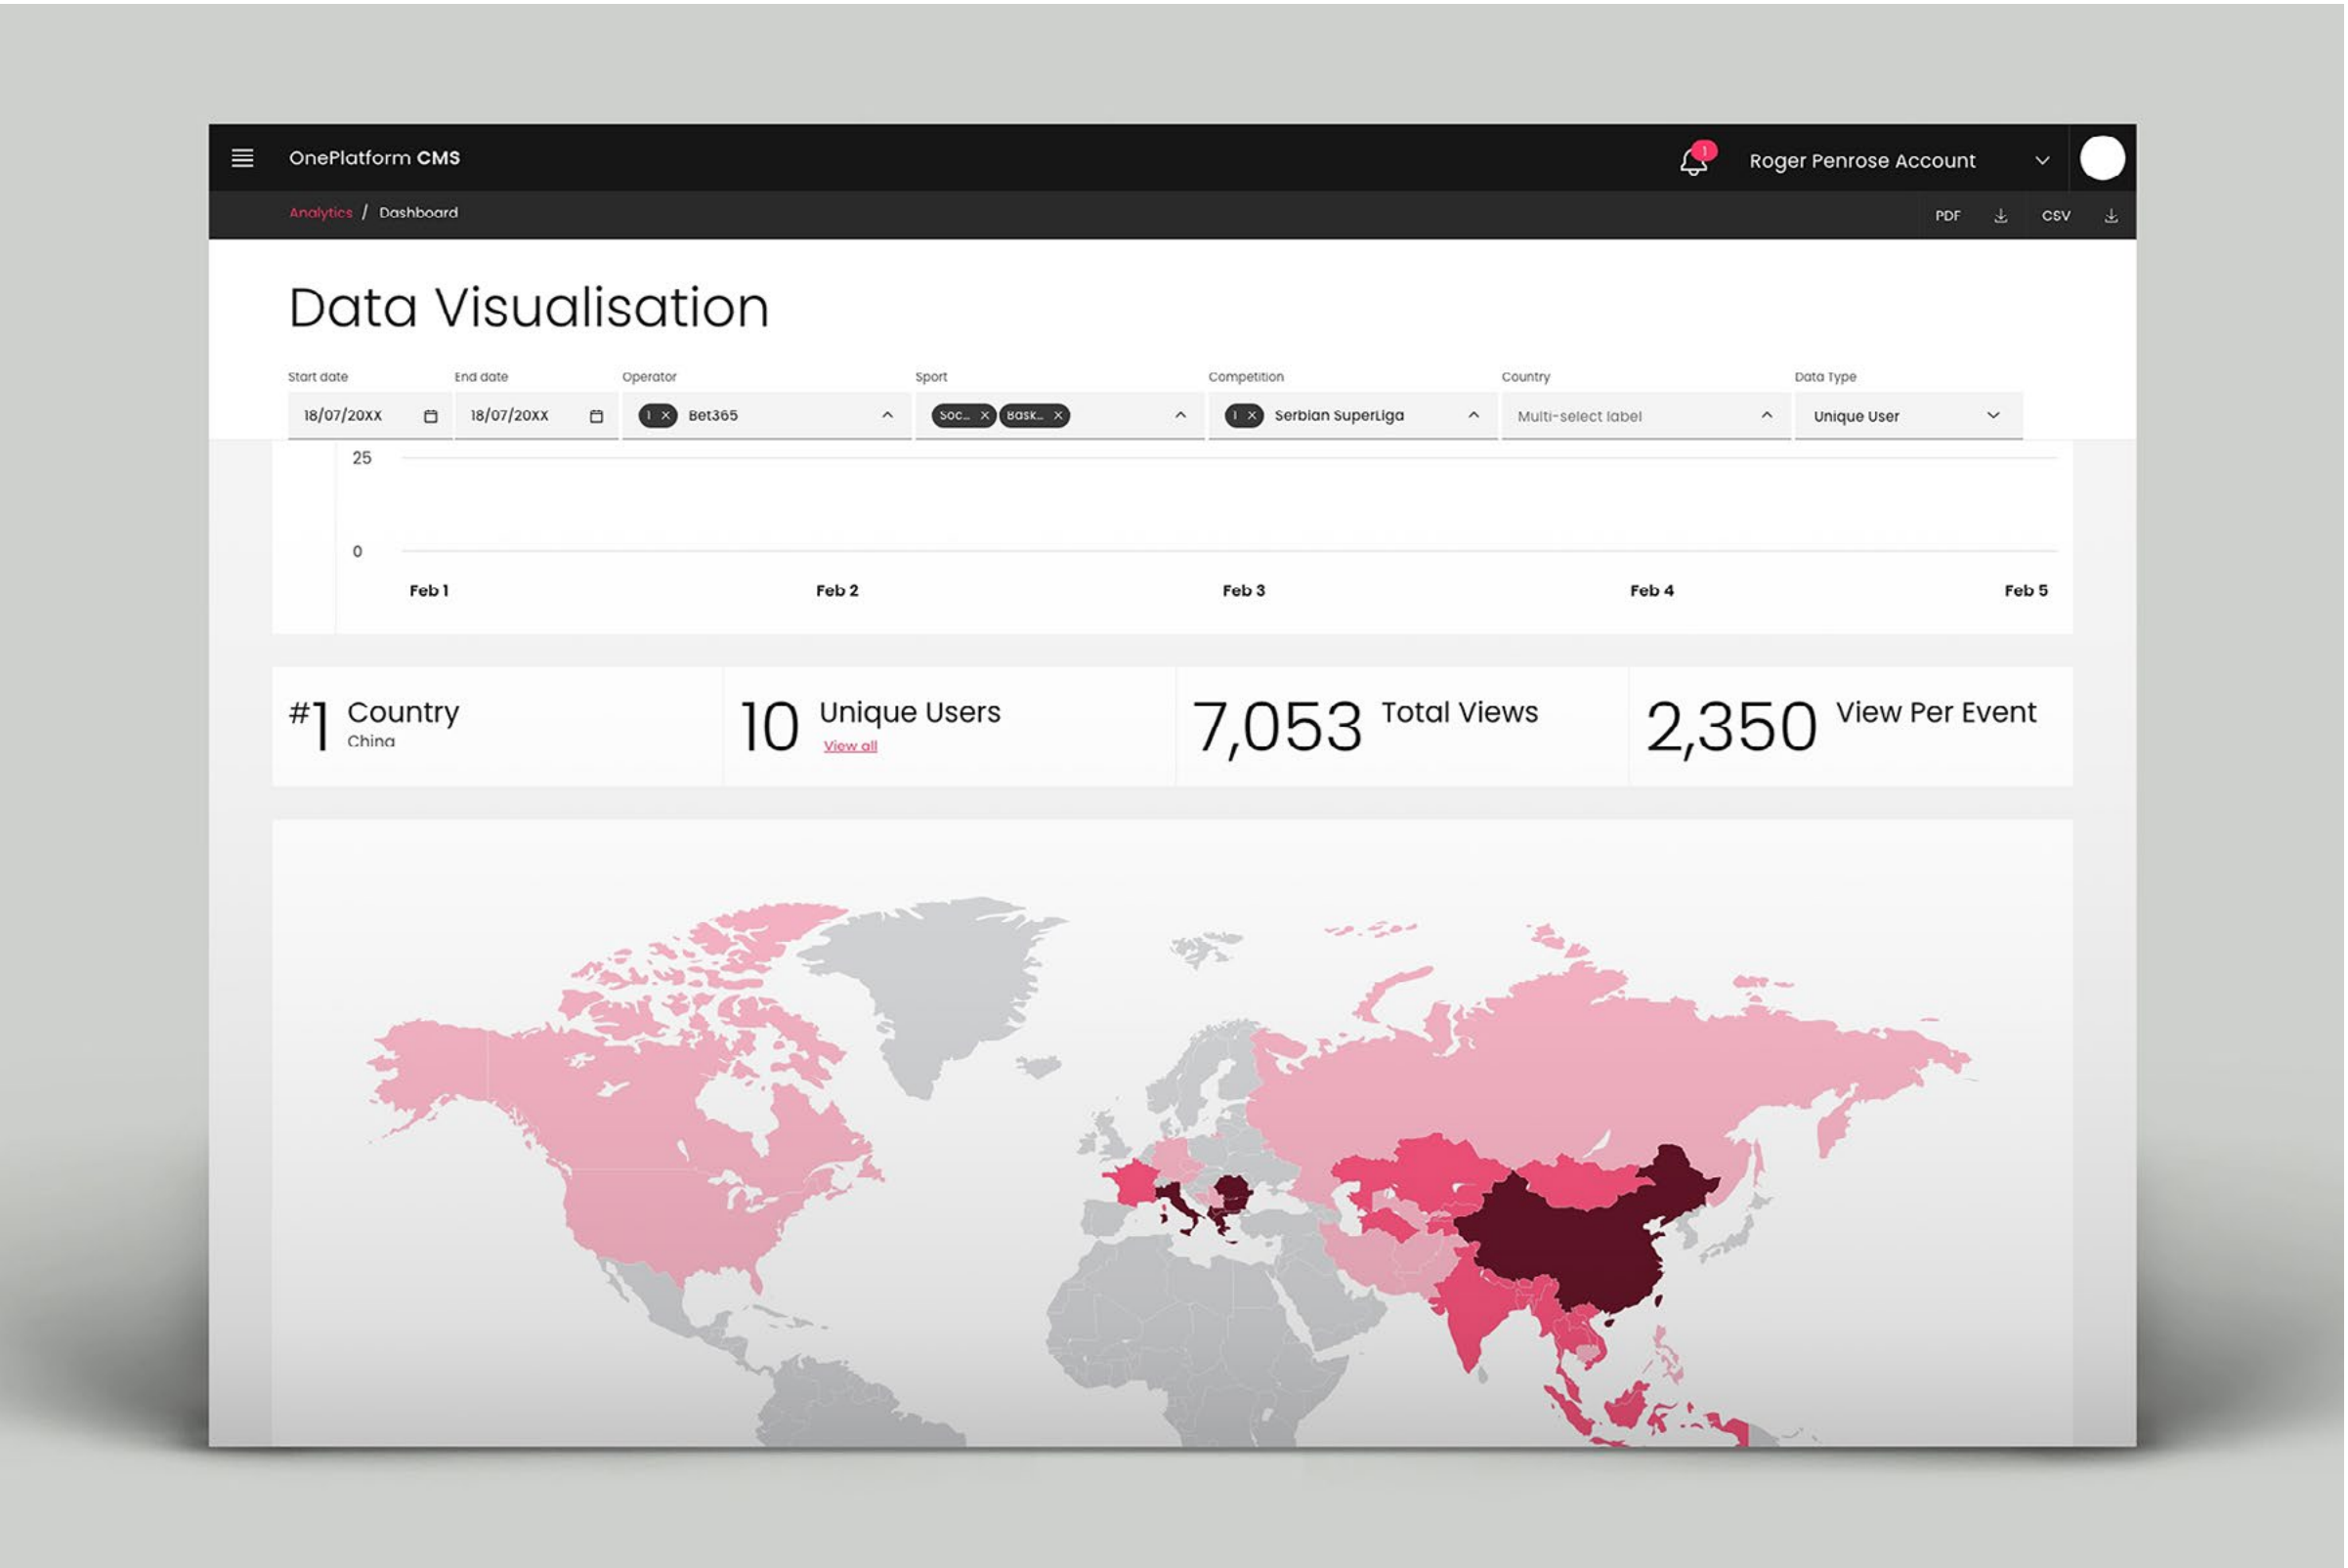 OnePlatform CMS
1
Roger Penrose Account
Analytics / Dashboard
PDF
CSV
Data Visualisation
Start date
End date
Operator
Sport
Competition
Country
Data Type
18/07/20XX
18/07/20XX
1 × Bet365
Soc... × Bask... ×
1 × Serbian SuperLiga
Multi-select label
Unique User
25
0
Feb 1
Feb 2
Feb 3
Feb 4
Feb 5
#1 Country
China
10 Unique Users
View all
7,053 Total Views
2,350 View Per Event